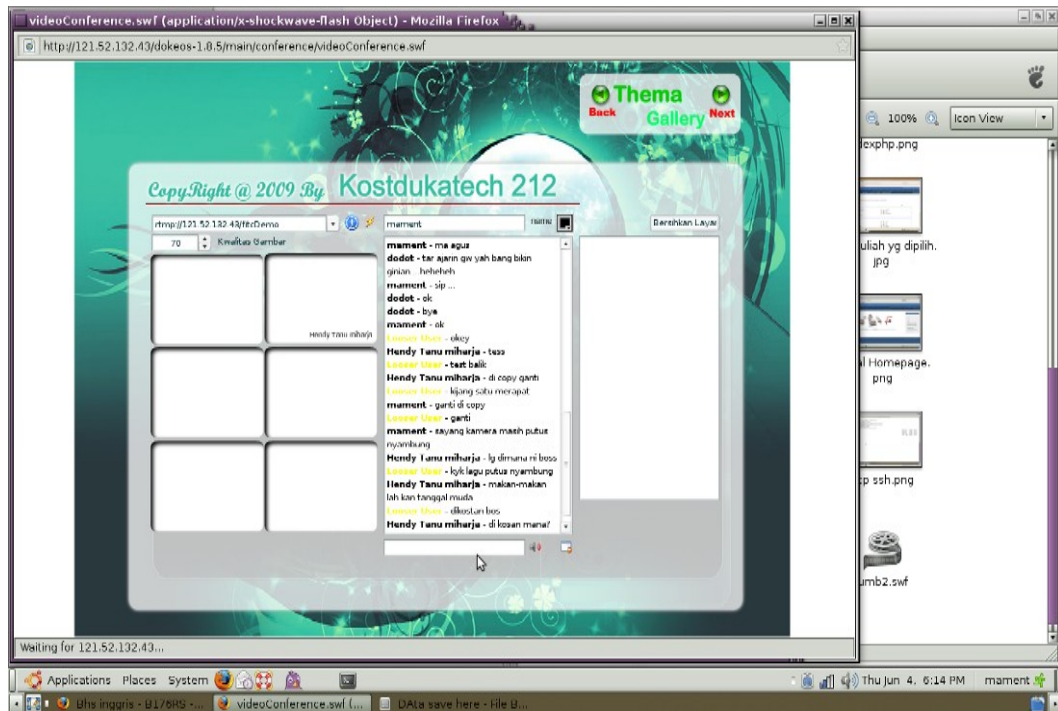 videoConference.swf (application/x-shockwave-flash Object) - Mozilla Firefox
http://121.52.132.43/dokeos-1.8.5/main/conference/videoConference.swf
Thema
Back Gallery Next
CopyRight @ 2009 By Kostdukatech 212
rtmp://121.52.132.43/fitcDemo
mament
name
Bersihkan Layar
70
Kwalitas Gambar
Hendy Tanu miharja
mament - ma agus
dodot - tar ajarin gw yah bang bikin
ginian...heheheh
mament - sip ...
dodot - ok
dodot - bye
mament - ok
Looser User - okey
Hendy Tanu miharja - tess
Looser User - test balik
Hendy Tanu miharja - di copy ganti
Looser User - kijang satu merapat
mament - ganti di copy
Looser User - ganti
mament - sayang kamera masih putus
nyambung
Hendy Tanu miharja - lg dimana ni boss
Looser User - kyk lagu putus nyambung
Hendy Tanu miharja - makan-makan
lah kan tanggal muda
Looser User - dikostan bos
Hendy Tanu miharja - di kosan mana?
Waiting for 121.52.132.43...
100%
Icon View
dexphp.png
uliah yg dipilih.
jpg
al Homepage.
png
p ssh.png
umb2.swf
Applications Places System
Thu Jun 4, 6:14 PM
mament
Bhs inggris - B176RS -...
videoConference.swf (...
DAta save here - File B...